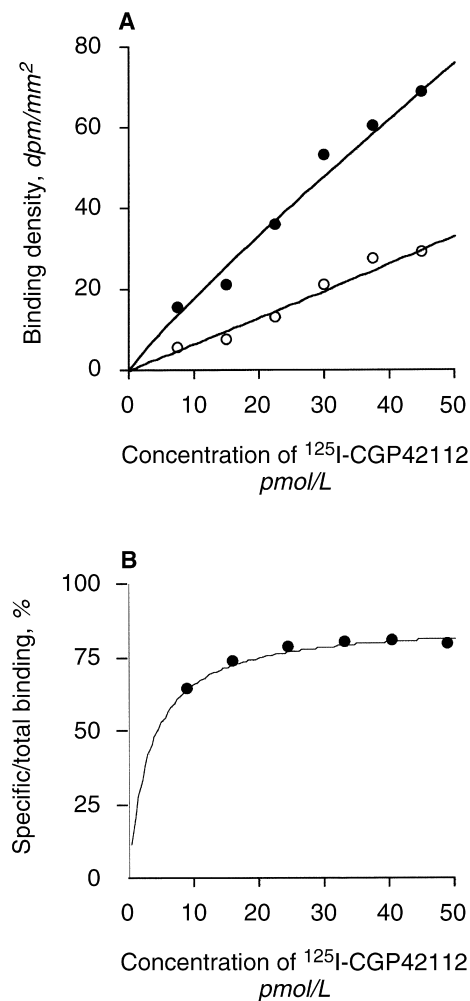 A
80
60
40
20
0
Binding density, dpm/mm²
0 10 20 30 40 50
Concentration of ¹²⁵I-CGP42112
pmol/L
B
100
75
50
25
0
Specific/total binding, %
0 10 20 30 40 50
Concentration of ¹²⁵I-CGP42112
pmol/L